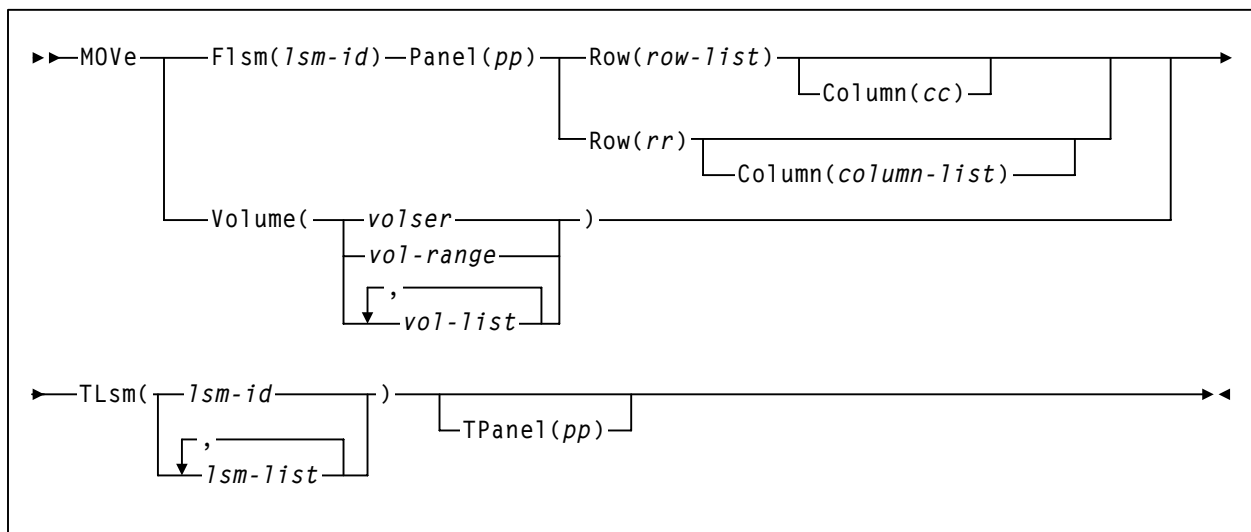 MOVe Flsm(lsm-id) Panel(pp) Row(row-list)
Column(cc)
Row(rr)
Column(column-list)
Volume( volser )
vol-range
,
vol-list
TLsm( lsm-id )
TPanel(pp)
,
lsm-list